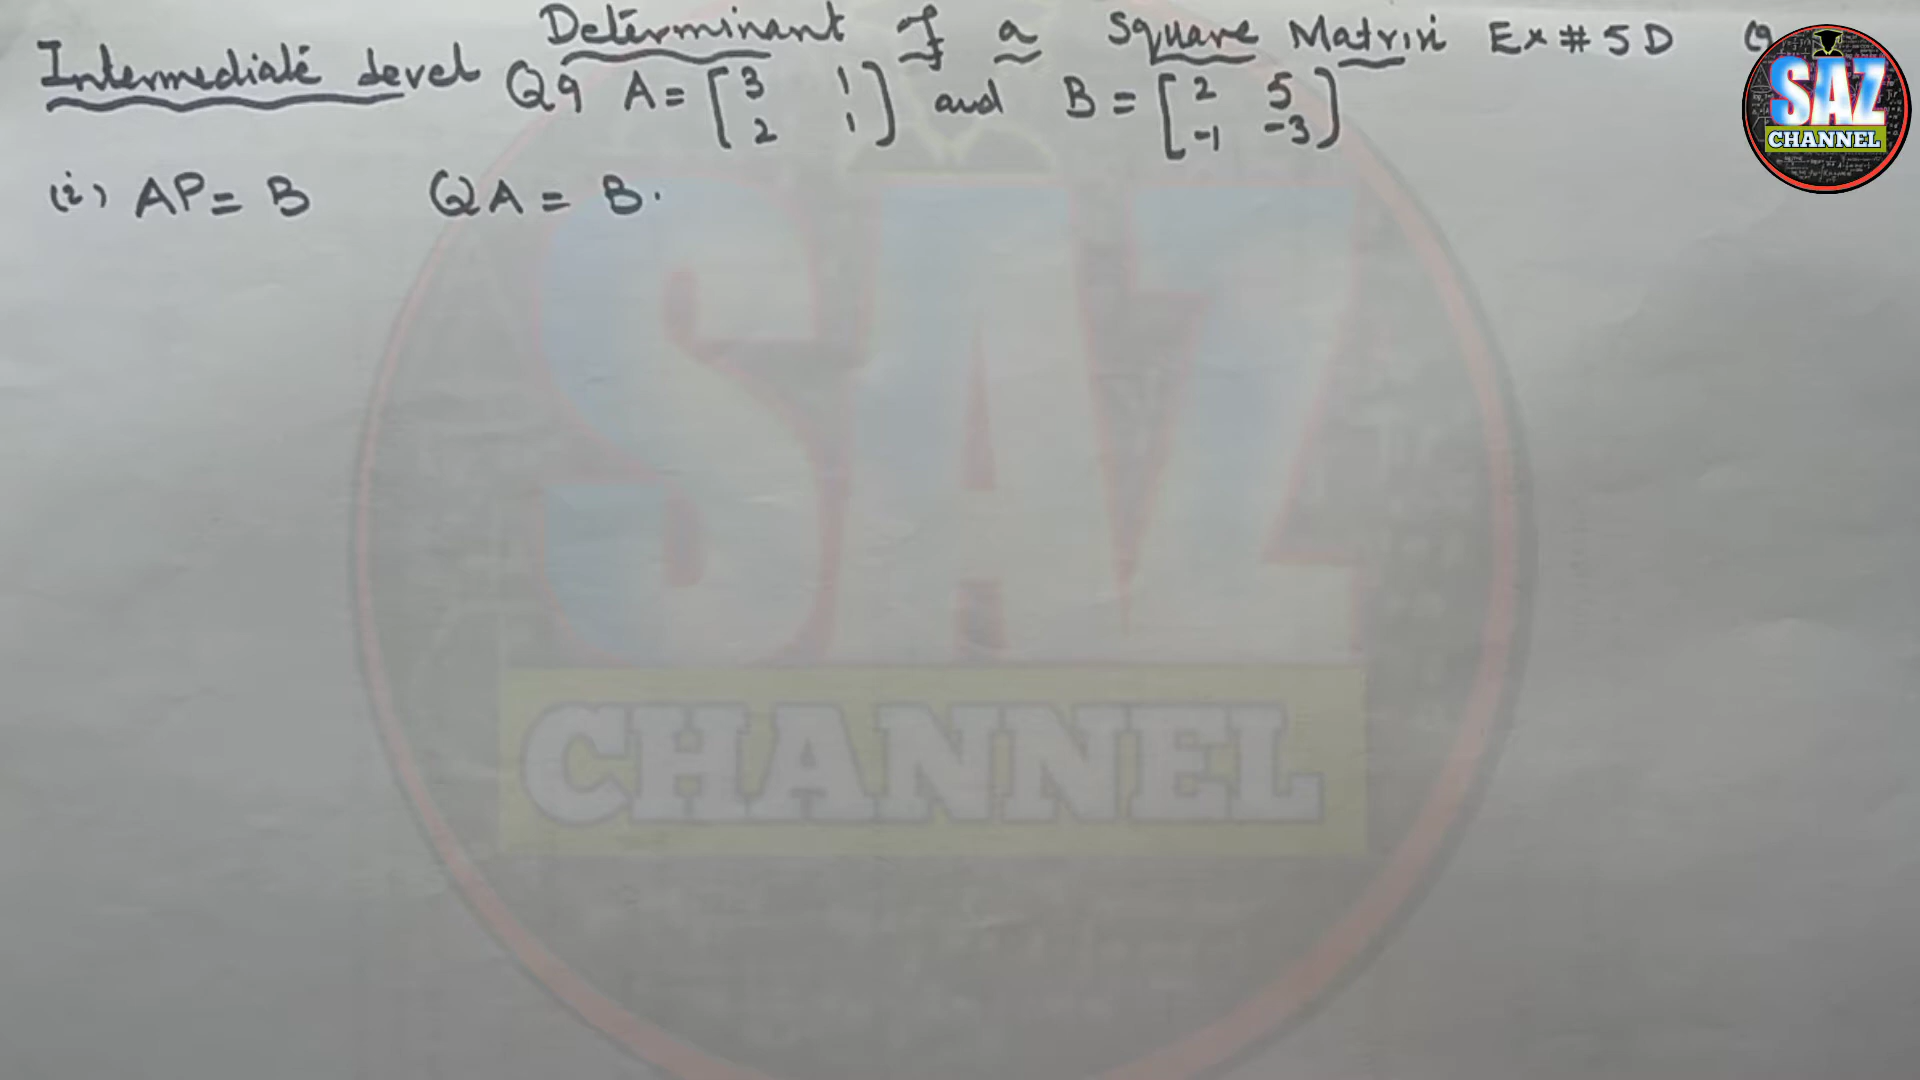 Determinant of a Square Matrix Ex # 5 D
Intermediate Level Q9 A = [3 1 and B = [2 5
2 1] -1 -3]
(i) AP = B QA = B.
SAZ
CHANNEL
SAZ
CHANNEL